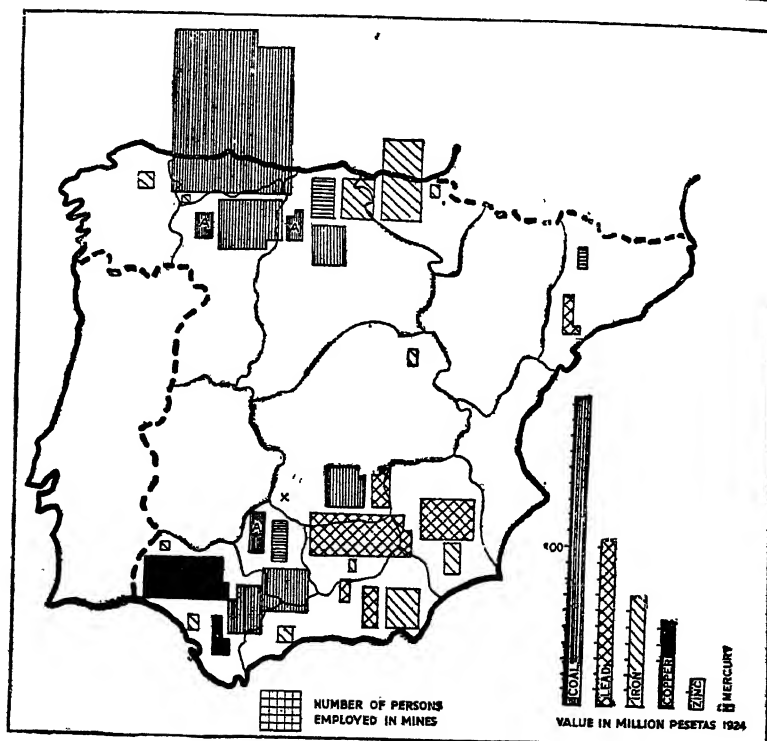 A
A
A
x
100
COAL
LEAD
IRON
COPPER
ZINC
MERCURY
NUMBER OF PERSONS
EMPLOYED IN MINES
VALUE IN MILLION PESETAS 1924